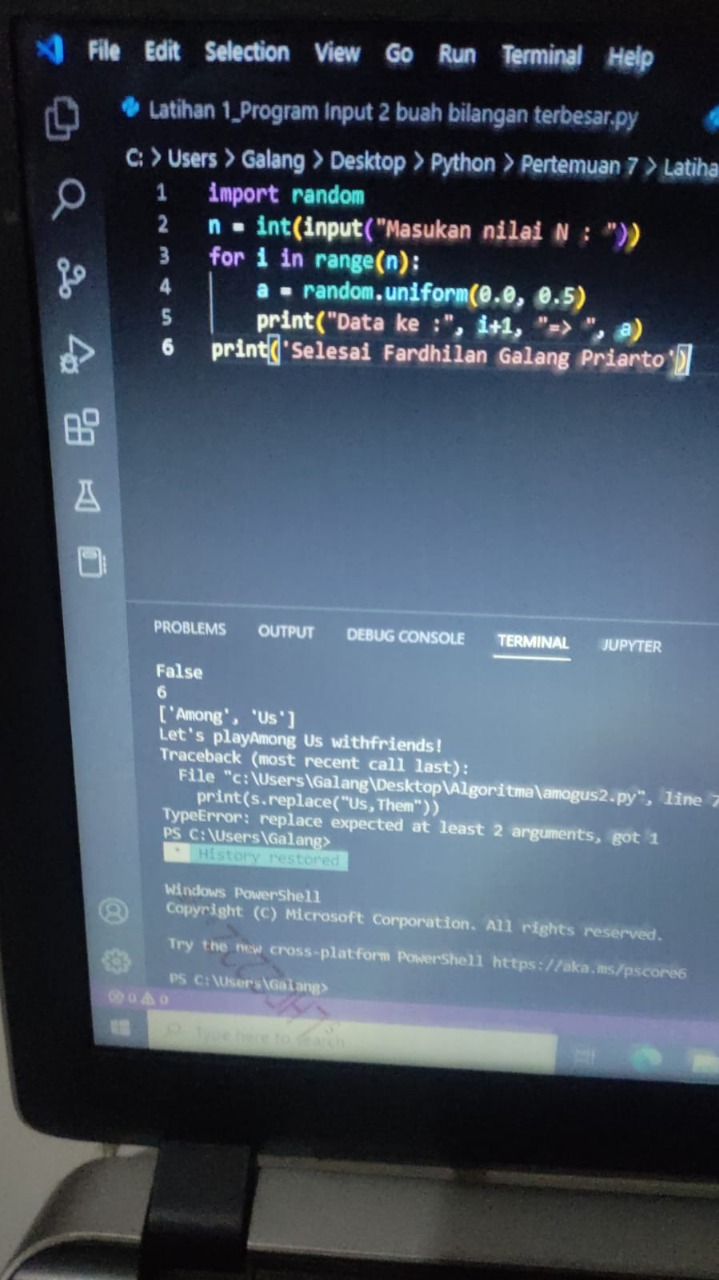 File Edit Selection View Go Run Terminal Help
Latihan 1_Program Input 2 buah bilangan terbesar.py
C: > Users > Galang > Desktop > Python > Pertemuan 7 > Latiha
1 import random
2 n = int(input("Masukan nilai N : "))
3 for i in range(n):
4 a = random.uniform(0.0, 0.5)
5 print("Data ke :", i+1, "=> ", a)
6 print('Selesai Fardhilan Galang Priarto')
PROBLEMS OUTPUT DEBUG CONSOLE TERMINAL JUPYTER
False
6
['Among', 'Us']
Let's playAmong Us withfriends!
Traceback (most recent call last):
File "c:\Users\Galang\Desktop\Algoritma\amogus2.py", line 7
print(s.replace("Us,Them"))
TypeError: replace expected at least 2 arguments, got 1
PS C:\Users\Galang>
* History restored
Windows PowerShell
Copyright (C) Microsoft Corporation. All rights reserved.
Try the new cross-platform PowerShell https://aka.ms/pscore6
PS C:\Users\Galang>
0 0
Type here to search